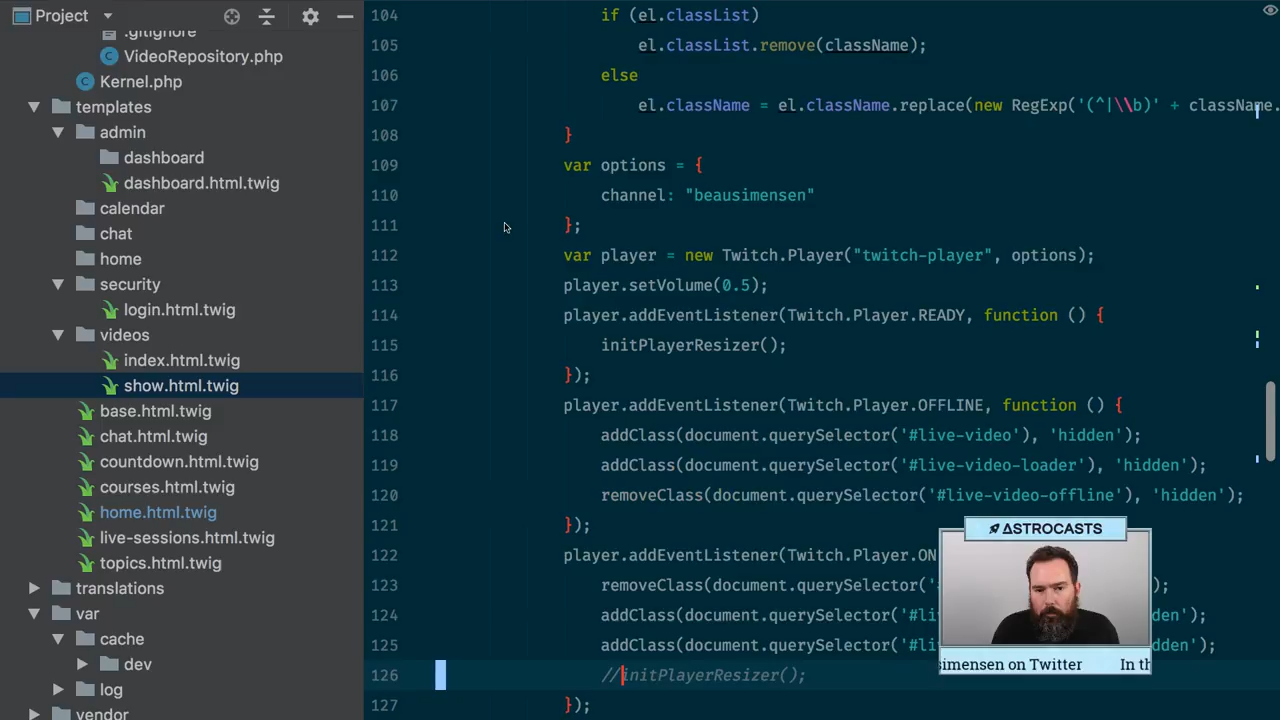 Project
.gitignore
VideoRepository.php
Kernel.php
templates
admin
dashboard
dashboard.html.twig
calendar
chat
home
security
login.html.twig
videos
index.html.twig
show.html.twig
base.html.twig
chat.html.twig
countdown.html.twig
courses.html.twig
home.html.twig
live-sessions.html.twig
topics.html.twig
translations
var
cache
dev
log
vendor
104 if (el.classList)
105 el.classList.remove(className);
106 else
107 el.className = el.className.replace(new RegExp('(^|\\b)' + className.
108 }
109 var options = {
110 channel: "beausimensen"
111 };
112 var player = new Twitch.Player("twitch-player", options);
113 player.setVolume(0.5);
114 player.addEventListener(Twitch.Player.READY, function () {
115 initPlayerResizer();
116 });
117 player.addEventListener(Twitch.Player.OFFLINE, function () {
118 addClass(document.querySelector('#live-video'), 'hidden');
119 addClass(document.querySelector('#live-video-loader'), 'hidden');
120 removeClass(document.querySelector('#live-video-offline'), 'hidden');
121 });
122 player.addEventListener(Twitch.Player.ON
123 removeClass(document.querySelector(' );
124 addClass(document.querySelector('#li den');
125 addClass(document.querySelector('#li dden');
126 //initPlayerResizer();
127 });
ΔSTROCASTS
simensen on Twitter In th